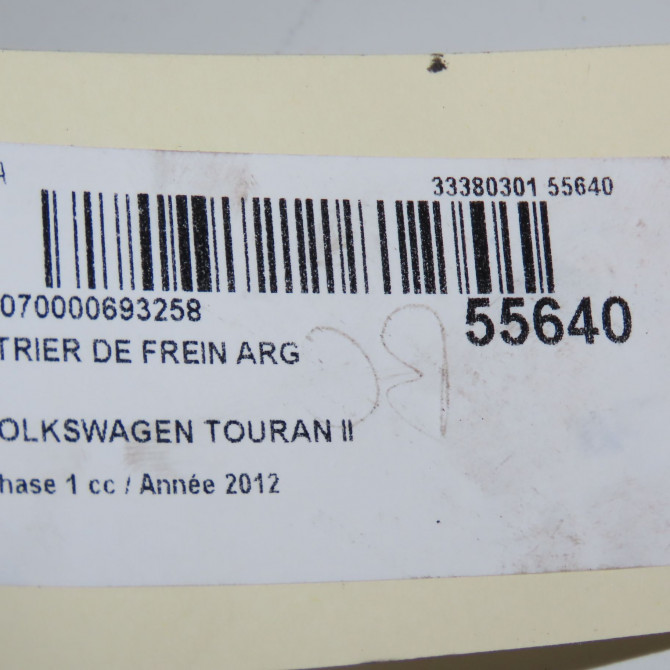 33380301 55640
070000693258
55640
TRIER DE FREIN ARG
OLKSWAGEN TOURAN II
hase 1 cc / Année 2012